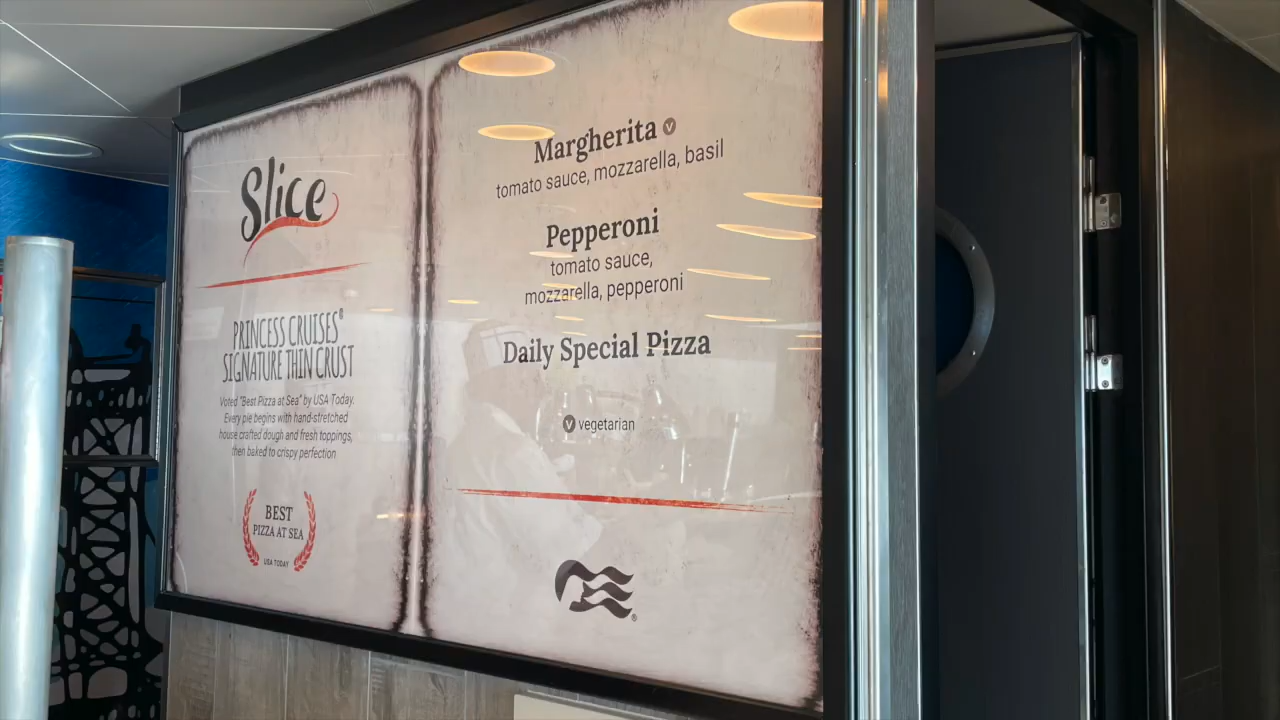 Slice
PRINCESS CRUISES®
SIGNATURE THIN CRUST
Voted "Best Pizza at Sea" by USA Today.
Every pie begins with hand-stretched
house crafted dough and fresh toppings,
then baked to crispy perfection
BEST
PIZZA AT SEA
USA TODAY
Margherita V
tomato sauce, mozzarella, basil
Pepperoni
tomato sauce,
mozzarella, pepperoni
Daily Special Pizza
V vegetarian
®